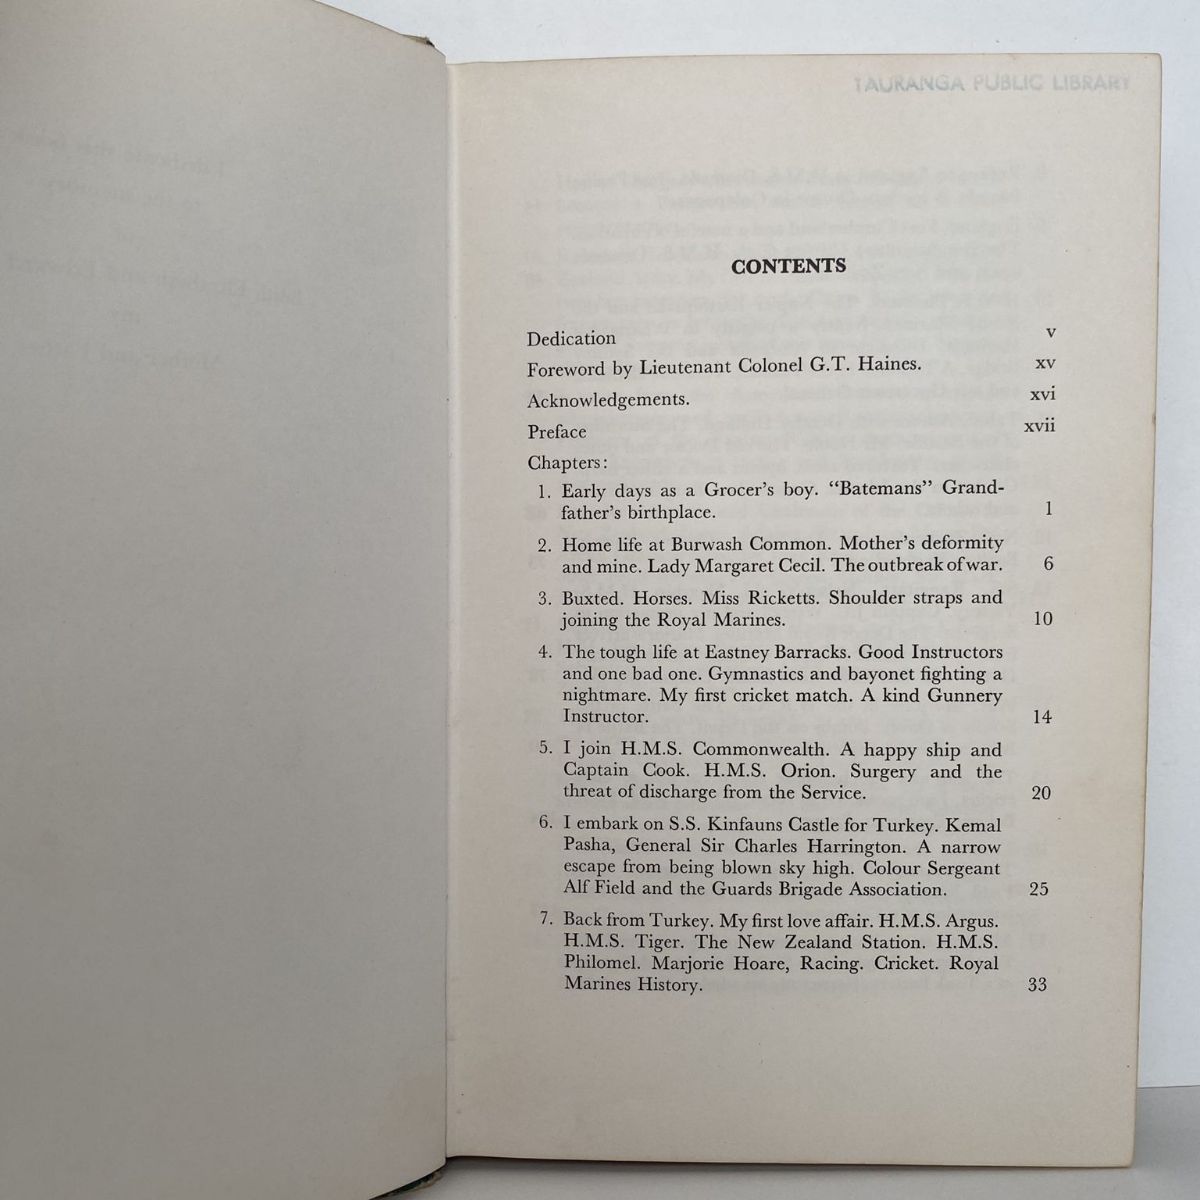 TAURANGA PUBLIC LIBRARY
CONTENTS
Dedication v
Foreword by Lieutenant Colonel G.T. Haines. xv
Acknowledgements. xvi
Preface xvii
Chapters:
1. Early days as a Grocer's boy. “Batemans” Grand-
father's birthplace. 1
2. Home life at Burwash Common. Mother's deformity
and mine. Lady Margaret Cecil. The outbreak of war. 6
3. Buxted. Horses. Miss Ricketts. Shoulder straps and
joining the Royal Marines. 10
4. The tough life at Eastney Barracks. Good Instructors
and one bad one. Gymnastics and bayonet fighting a
nightmare. My first cricket match. A kind Gunnery
Instructor. 14
5. I join H.M.S. Commonwealth. A happy ship and
Captain Cook. H.M.S. Orion. Surgery and the
threat of discharge from the Service. 20
6. I embark on S.S. Kinfauns Castle for Turkey. Kemal
Pasha, General Sir Charles Harrington. A narrow
escape from being blown sky high. Colour Sergeant
Alf Field and the Guards Brigade Association. 25
7. Back from Turkey. My first love affair. H.M.S. Argus.
H.M.S. Tiger. The New Zealand Station. H.M.S.
Philomel. Marjorie Hoare, Racing. Cricket. Royal
Marines History. 33